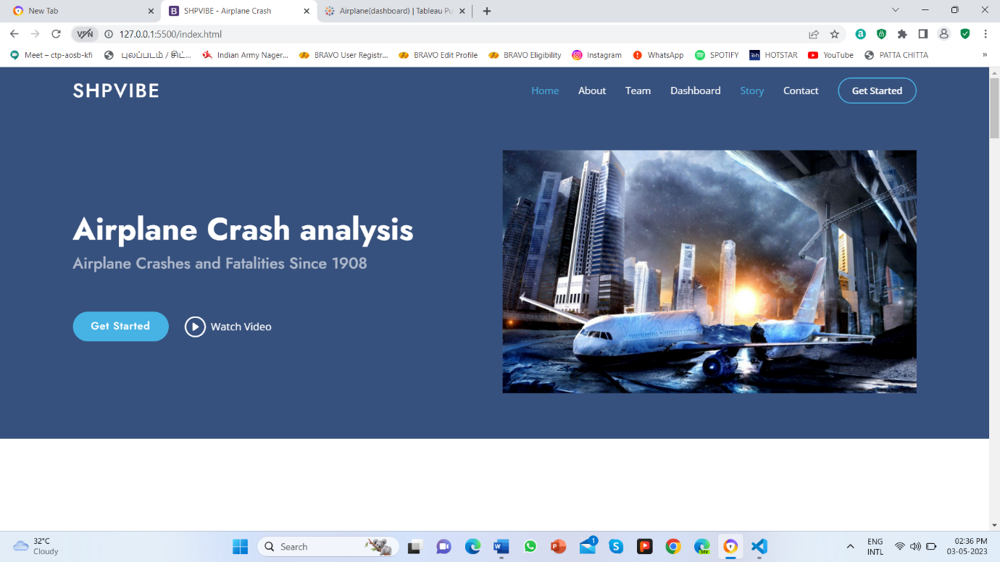 New Tab
SHPVIBE - Airplane Crash
Airplane(dashboard) | Tableau Pu
VPN
127.0.0.1:5500/index.html
Meet – ctp-aosb-kfi
புலப்படம் / சிட்...
Indian Army Nager...
BRAVO User Registr...
BRAVO Edit Profile
BRAVO Eligibility
Instagram
WhatsApp
SPOTIFY
HOTSTAR
YouTube
PATTA CHITTA
SHPVIBE
Home
About
Team
Dashboard
Story
Contact
Get Started
Airplane Crash analysis
Airplane Crashes and Fatalities Since 1908
Get Started
Watch Video
32°C
Cloudy
Search
1
DEV
ENG
INTL
02:36 PM
03-05-2023